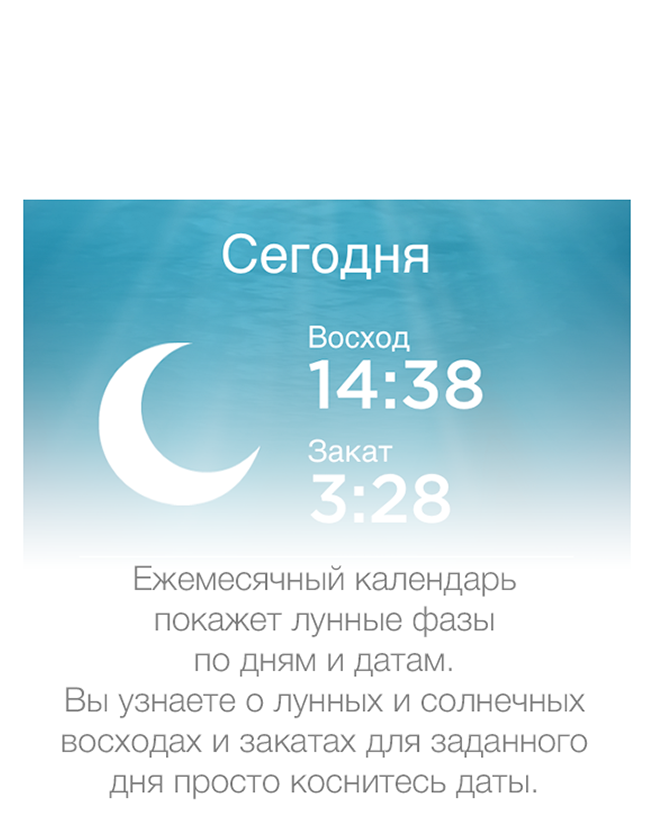 Сегодня
Восход
14:38
Закат
3:28
Ежемесячный календарь
покажет лунные фазы
по дням и датам.
Вы узнаете о лунных и солнечных
восходах и закатах для заданного
дня просто коснитесь даты.